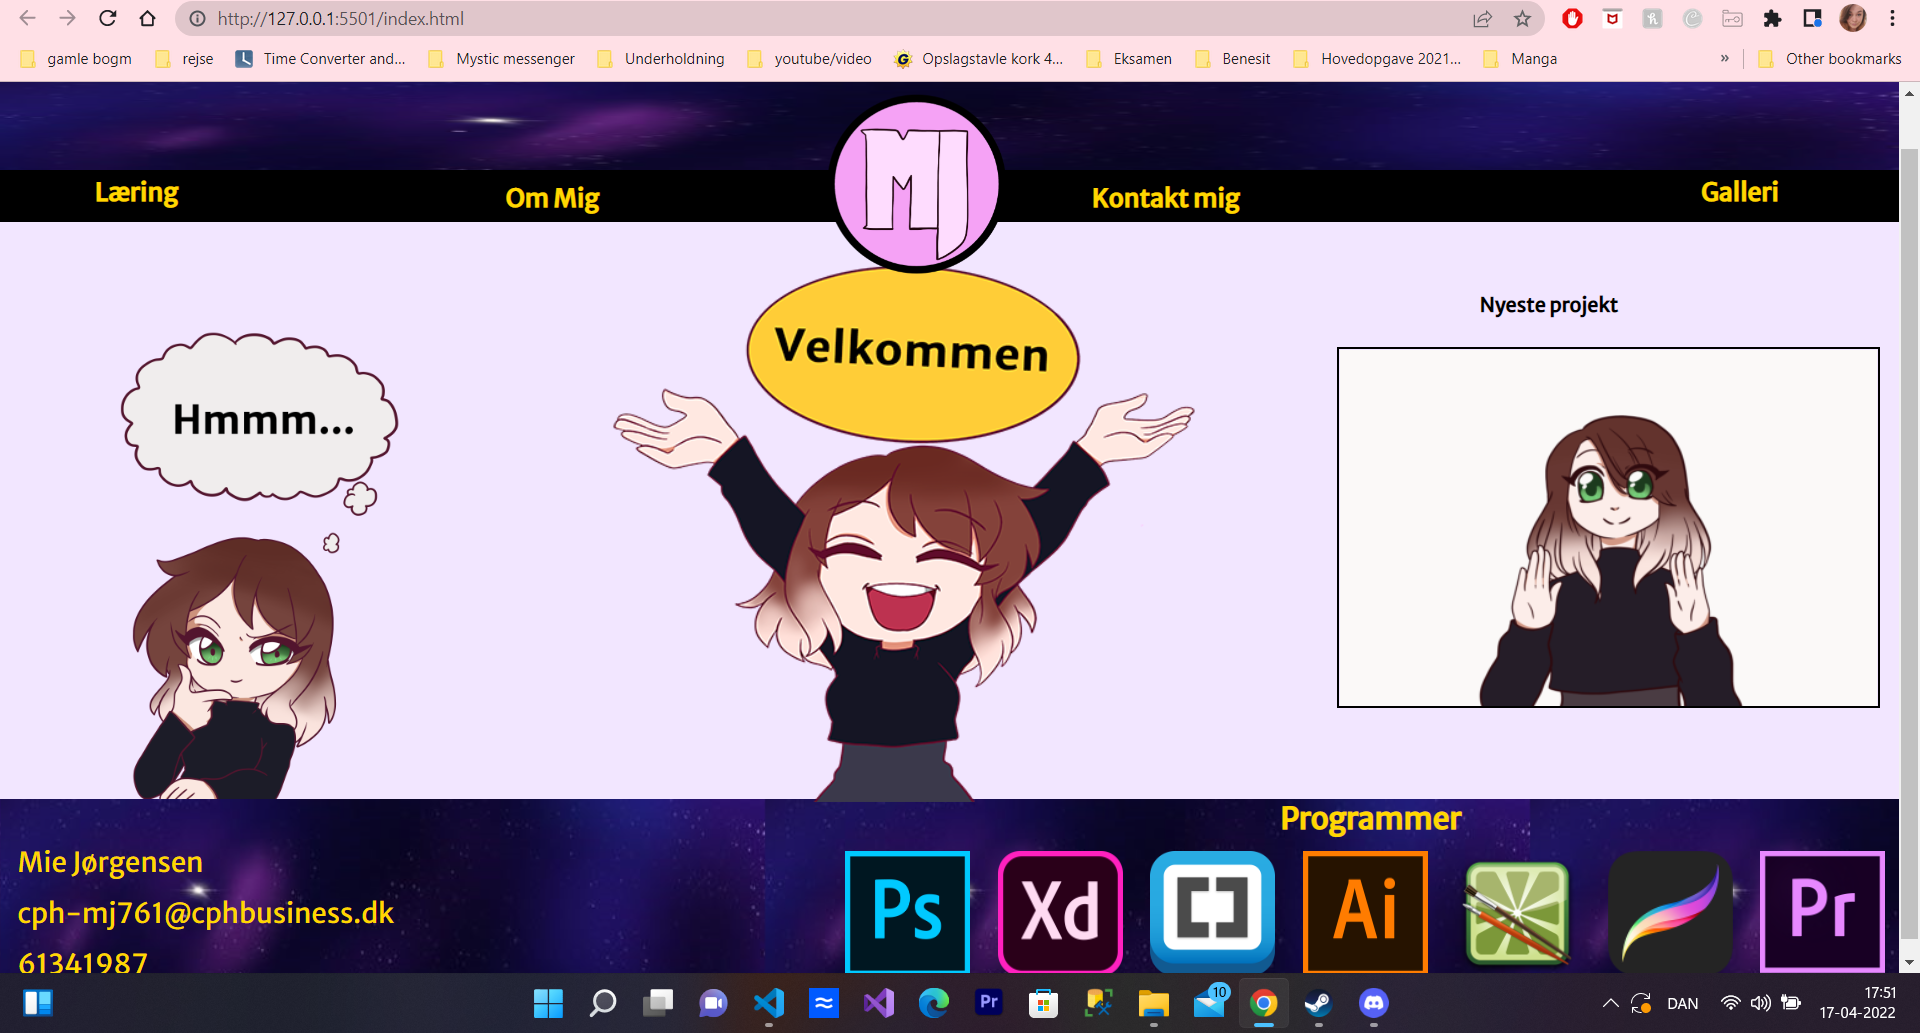 http://127.0.0.1:5501/index.html
gamle bogm
rejse
Time Converter and...
Mystic messenger
Underholdning
youtube/video
Opslagstavle kork 4...
Eksamen
Benesit
Hovedopgave 2021...
Manga
»
Other bookmarks
MJ
Læring
Om Mig
Kontakt mig
Galleri
Velkommen
Nyeste projekt
Hmmm...
Programmer
Mie Jørgensen
cph-mj761@cphbusiness.dk
61341987
Ps
Xd
Ai
Pr
Pr
10
DAN
17:51
17-04-2022